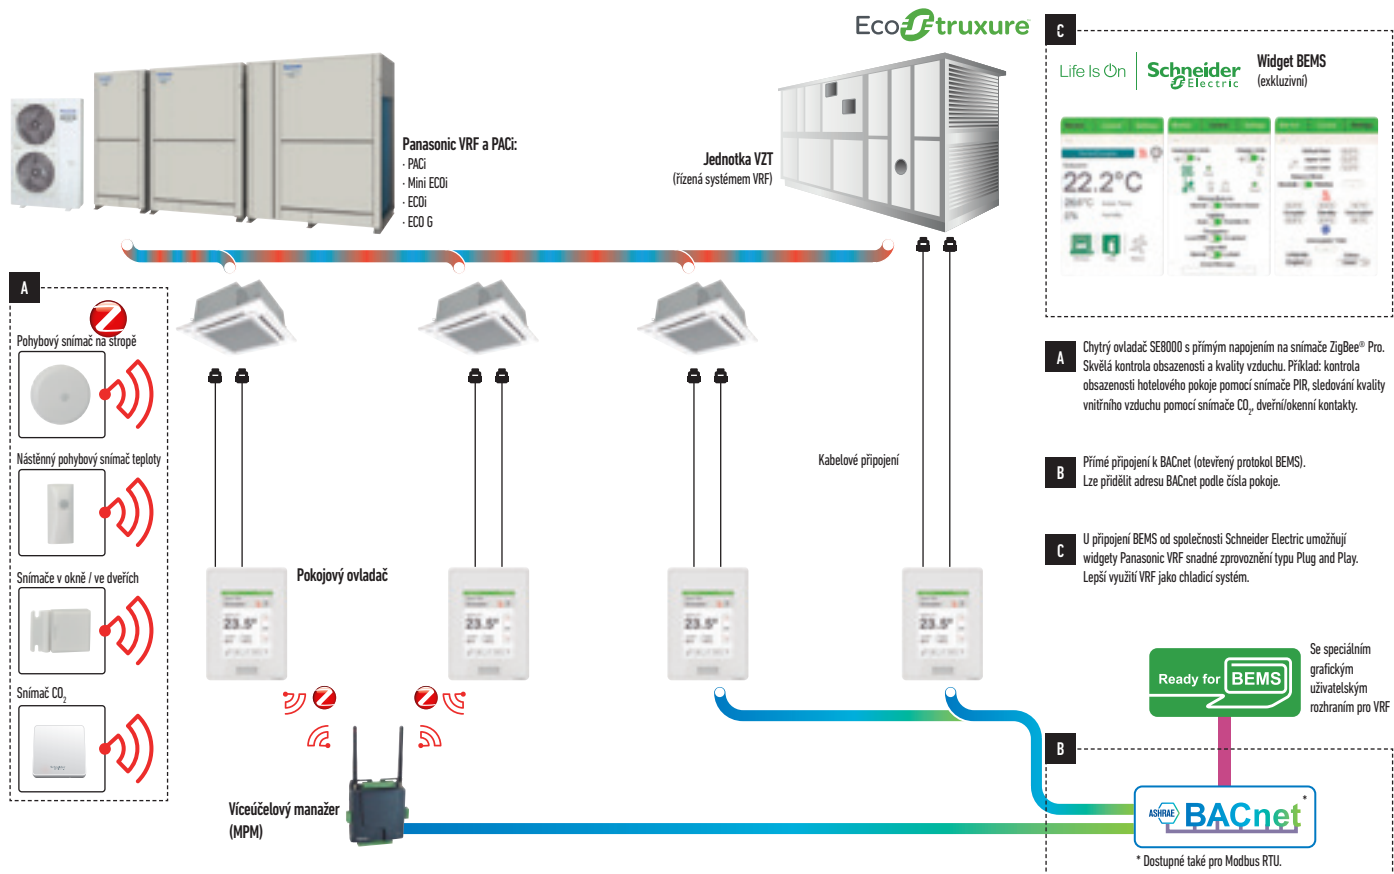 EcoStruxure
Panasonic VRF a PACi:
· PACi
· Mini ECOi
· ECOi
· ECO G
Jednotka VZT
(řízená systémem VRF)
C
Life Is On
Schneider
Electric
Widget BEMS
(exkluzivní)
22.2°C
A
Z
Pohybový snímač na stropě
Nástěnný pohybový snímač teploty
Snímače v okně / ve dveřích
Snímač CO₂
Kabelové připojení
Pokojový ovladač
23.5°
23.5°
23.5°
23.5°
Z
Z
Víceúčelový manažer
(MPM)
A
Chytrý ovladač SE8000 s přímým napojením na snímače ZigBee® Pro.
Skvělá kontrola obsazenosti a kvality vzduchu. Příklad: kontrola
obsazenosti hotelového pokoje pomocí snímače PIR, sledování kvality
vnitřního vzduchu pomocí snímače CO₂, dveřní/okenní kontakty.
B
Přímé připojení k BACnet (otevřený protokol BEMS).
Lze přidělit adresu BACnet podle čísla pokoje.
C
U připojení BEMS od společnosti Schneider Electric umožňují
widgety Panasonic VRF snadné zprovoznění typu Plug and Play.
Lepší využití VRF jako chladicí systém.
Ready for BEMS
Se speciálním
grafickým
uživatelským
rozhraním pro VRF
B
ASHRAE BACnet *
* Dostupné také pro Modbus RTU.